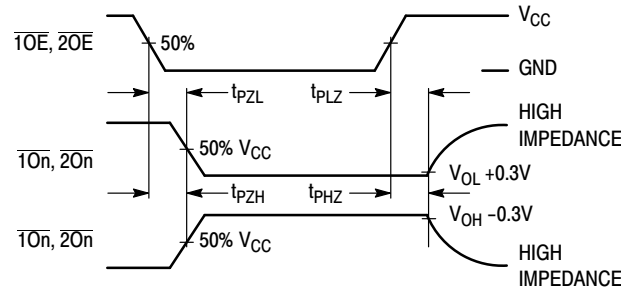 V_CC
1OE, 2OE
50%
GND
t_PZL
t_PLZ
HIGH
IMPEDANCE
1On, 2On
50% V_CC
V_OL +0.3V
t_PZH
t_PHZ
V_OH -0.3V
1On, 2On
50% V_CC
HIGH
IMPEDANCE